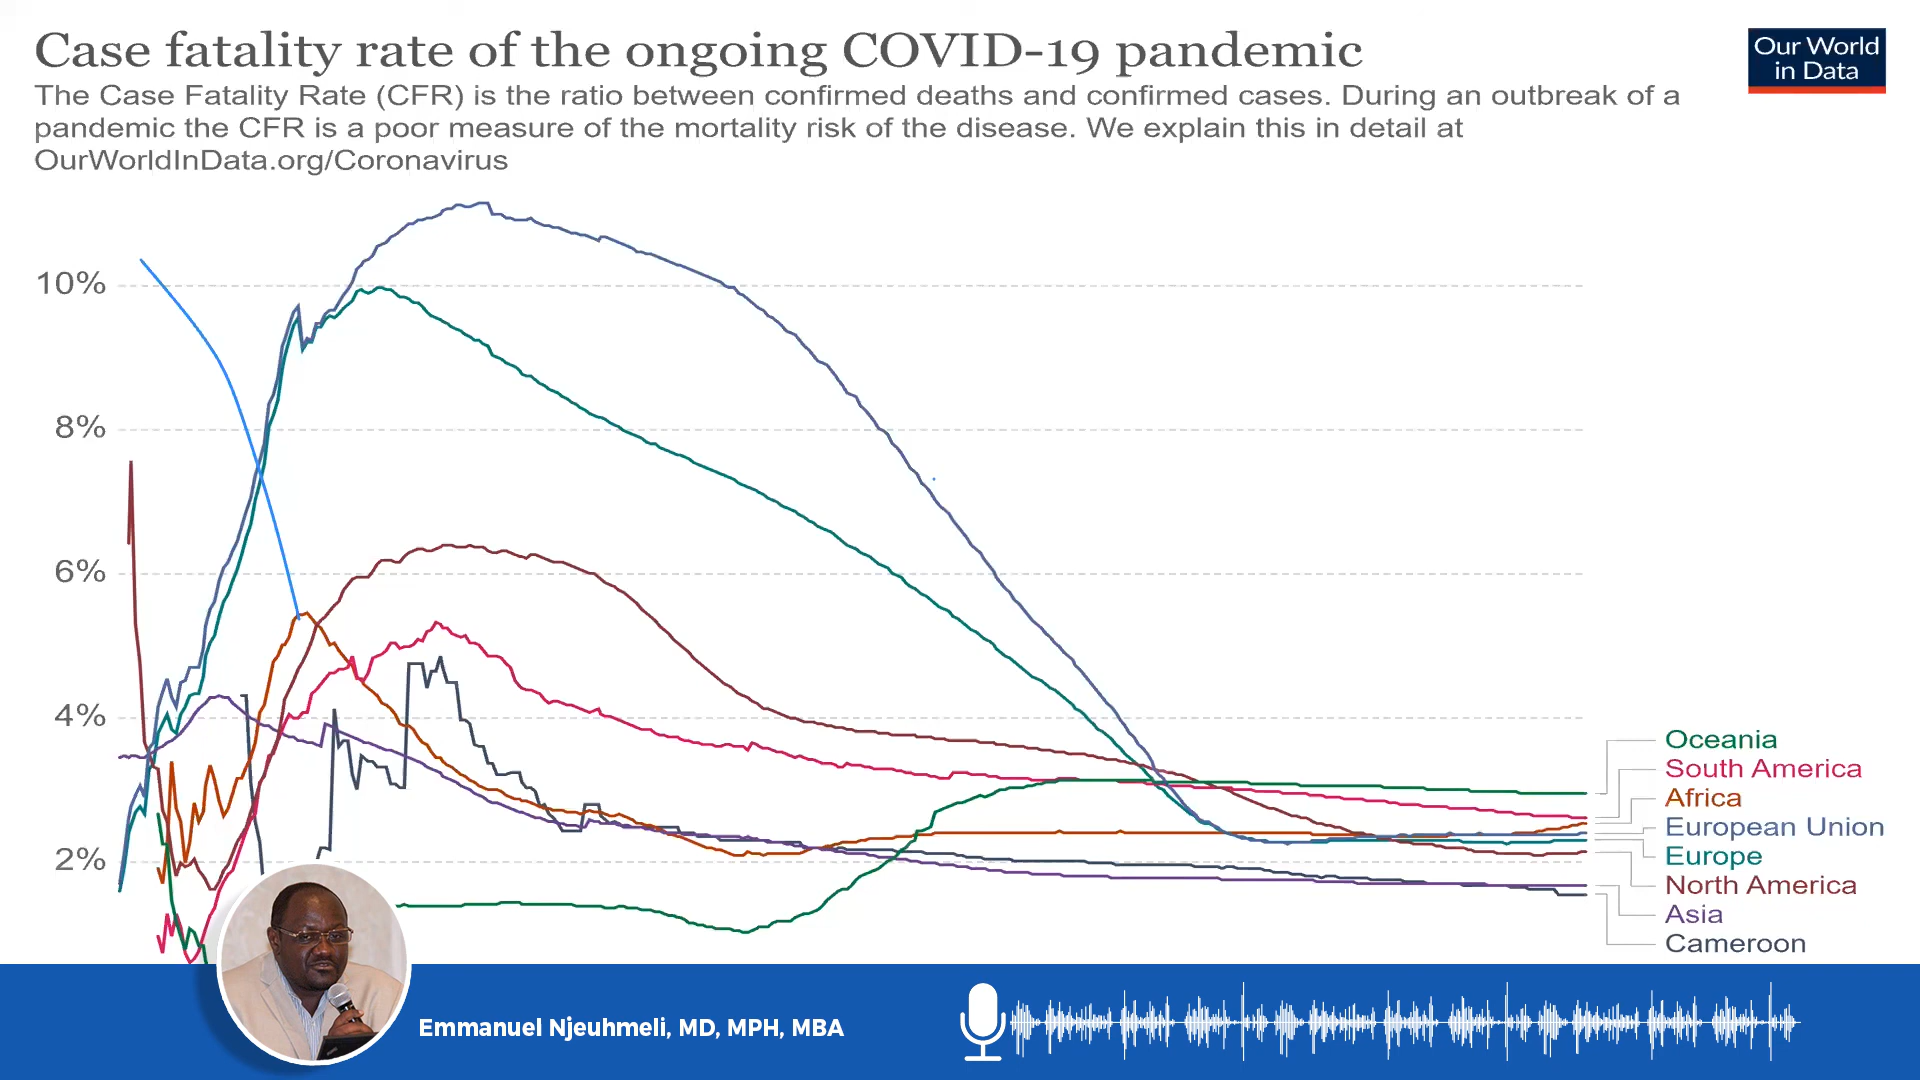 Case fatality rate of the ongoing COVID-19 pandemic
Our World
in Data
The Case Fatality Rate (CFR) is the ratio between confirmed deaths and confirmed cases. During an outbreak of a
pandemic the CFR is a poor measure of the mortality risk of the disease. We explain this in detail at
OurWorldInData.org/Coronavirus
10%
8%
6%
4%
2%
Oceania
South America
Africa
European Union
Europe
North America
Asia
Cameroon
Emmanuel Njeuhmeli, MD, MPH, MBA